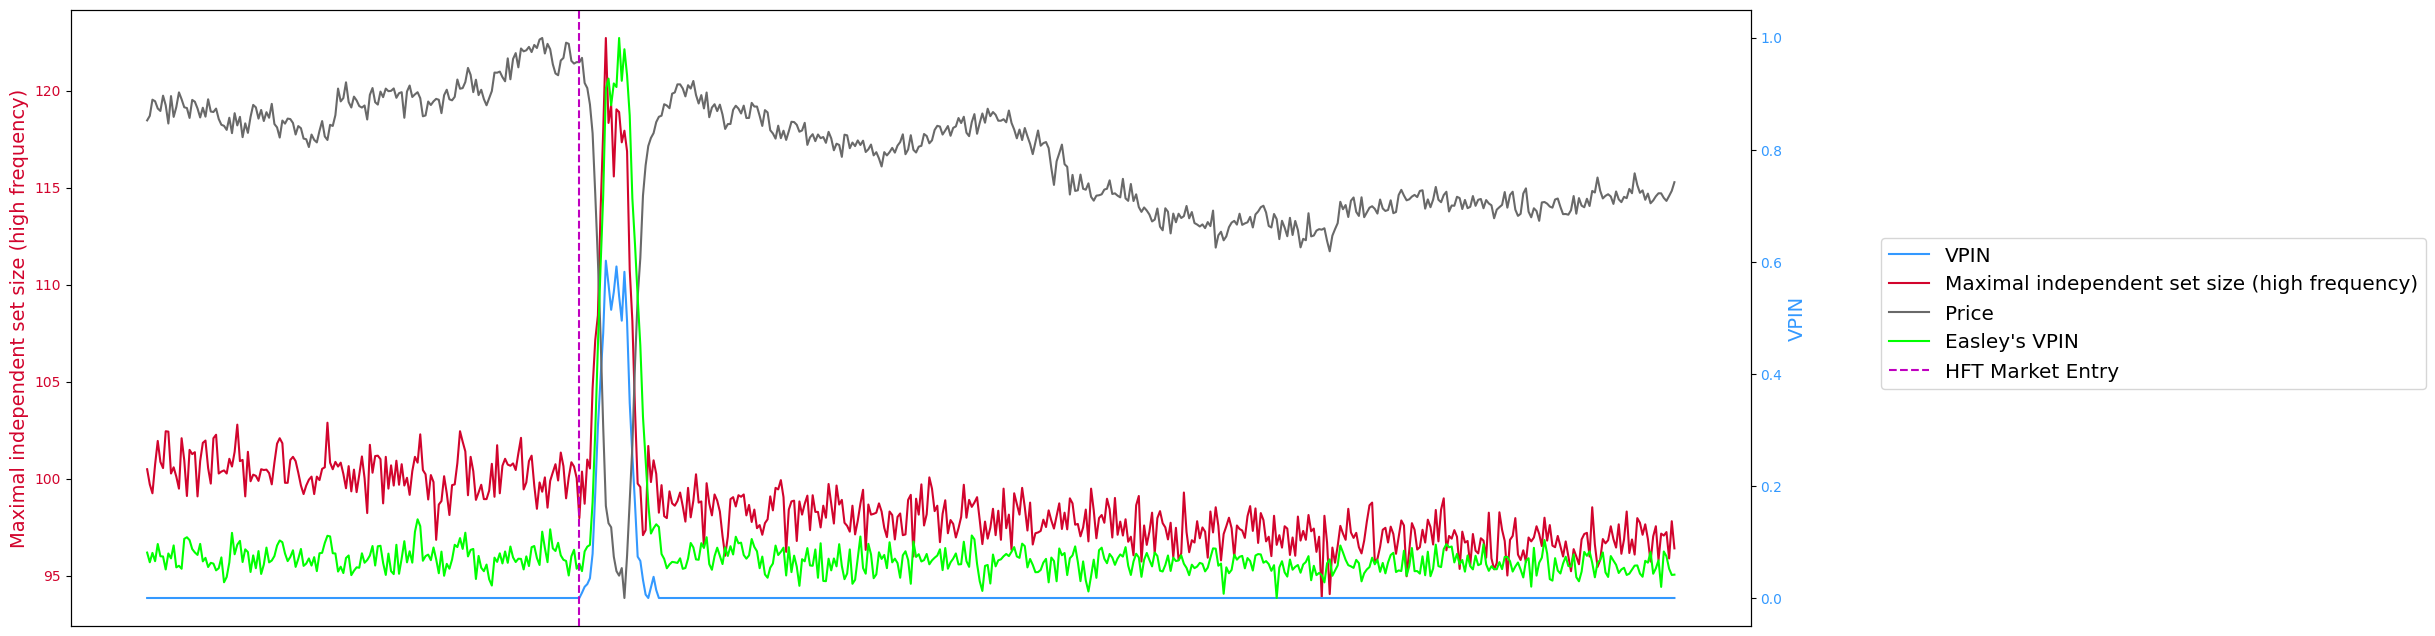 Maximal independent set size (high frequency)
120
115
110
105
100
95
1.0
0.8
0.6
0.4
0.2
0.0
VPIN
VPIN
Maximal independent set size (high frequency)
Price
Easley's VPIN
HFT Market Entry